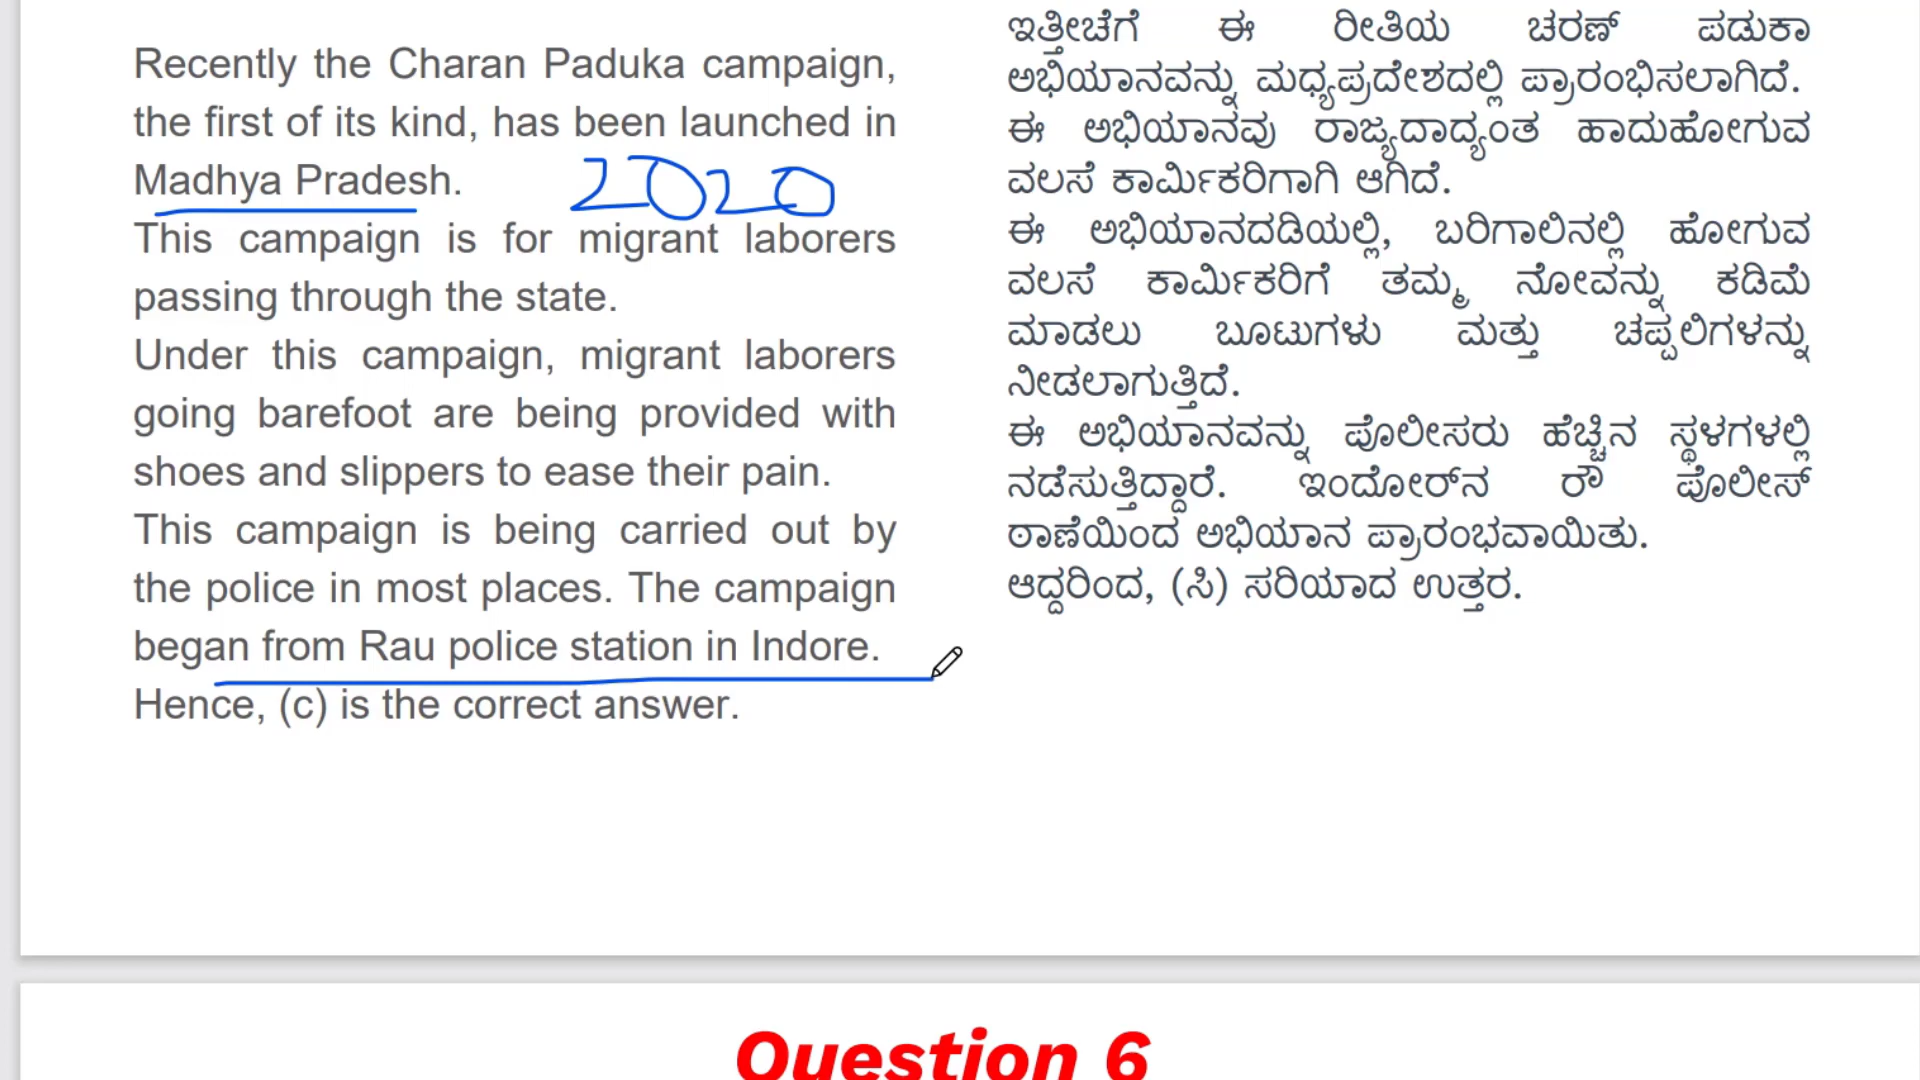 Recently the Charan Paduka campaign,
the first of its kind, has been launched in
Madhya Pradesh.
2020
This campaign is for migrant laborers
passing through the state.
Under this campaign, migrant laborers
going barefoot are being provided with
shoes and slippers to ease their pain.
This campaign is being carried out by
the police in most places. The campaign
began from Rau police station in Indore.
Hence, (c) is the correct answer.
ಇತ್ತೀಚೆಗೆ ಈ ರೀತಿಯ ಚರಣ್ ಪಡುಕಾ
ಅಭಿಯಾನವನ್ನು ಮಧ್ಯಪ್ರದೇಶದಲ್ಲಿ ಪ್ರಾರಂಭಿಸಲಾಗಿದೆ.
ಈ ಅಭಿಯಾನವು ರಾಜ್ಯದಾದ್ಯಂತ ಹಾದುಹೋಗುವ
ವಲಸೆ ಕಾರ್ಮಿಕರಿಗಾಗಿ ಆಗಿದೆ.
ಈ ಅಭಿಯಾನದಡಿಯಲ್ಲಿ, ಬರಿಗಾಲಿನಲ್ಲಿ ಹೋಗುವ
ವಲಸೆ ಕಾರ್ಮಿಕರಿಗೆ ತಮ್ಮ ನೋವನ್ನು ಕಡಿಮೆ
ಮಾಡಲು ಬೂಟುಗಳು ಮತ್ತು ಚಪ್ಪಲಿಗಳನ್ನು
ನೀಡಲಾಗುತ್ತಿದೆ.
ಈ ಅಭಿಯಾನವನ್ನು ಪೊಲೀಸರು ಹೆಚ್ಚಿನ ಸ್ಥಳಗಳಲ್ಲಿ
ನಡೆಸುತ್ತಿದ್ದಾರೆ. ಇಂದೋರ್‌ನ ರೌ ಪೊಲೀಸ್
ಠಾಣೆಯಿಂದ ಅಭಿಯಾನ ಪ್ರಾರಂಭವಾಯಿತು.
ಆದ್ದರಿಂದ, (ಸಿ) ಸರಿಯಾದ ಉತ್ತರ.
Question 6